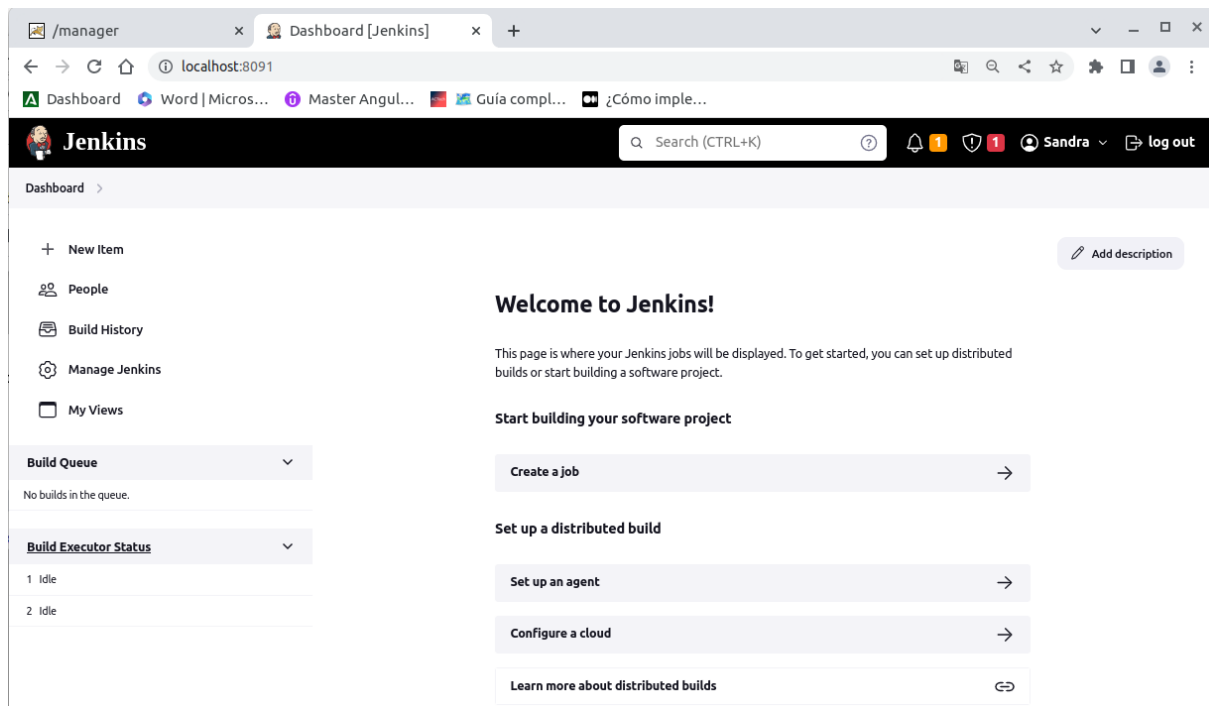 /manager
Dashboard [Jenkins]
localhost:8091
Dashboard
Word | Micros...
Master Angul...
Guía compl...
¿Cómo imple...
Jenkins
Search (CTRL+K)
1
1
Sandra
log out
Dashboard
New Item
People
Build History
Manage Jenkins
My Views
Build Queue
No builds in the queue.
Build Executor Status
1 Idle
2 Idle
Add description
Welcome to Jenkins!
This page is where your Jenkins jobs will be displayed. To get started, you can set up distributed
builds or start building a software project.
Start building your software project
Create a job
Set up a distributed build
Set up an agent
Configure a cloud
Learn more about distributed builds